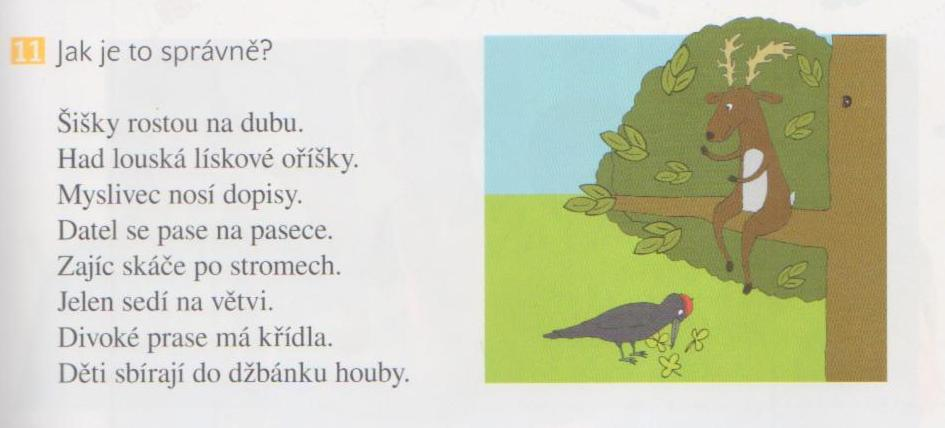 11 Jak je to správně?
Šišky rostou na dubu.
Had louská lískové oříšky.
Myslivec nosí dopisy.
Datel se pase na pasece.
Zajíc skáče po stromech.
Jelen sedí na větvi.
Divoké prase má křídla.
Děti sbírají do džbánku houby.